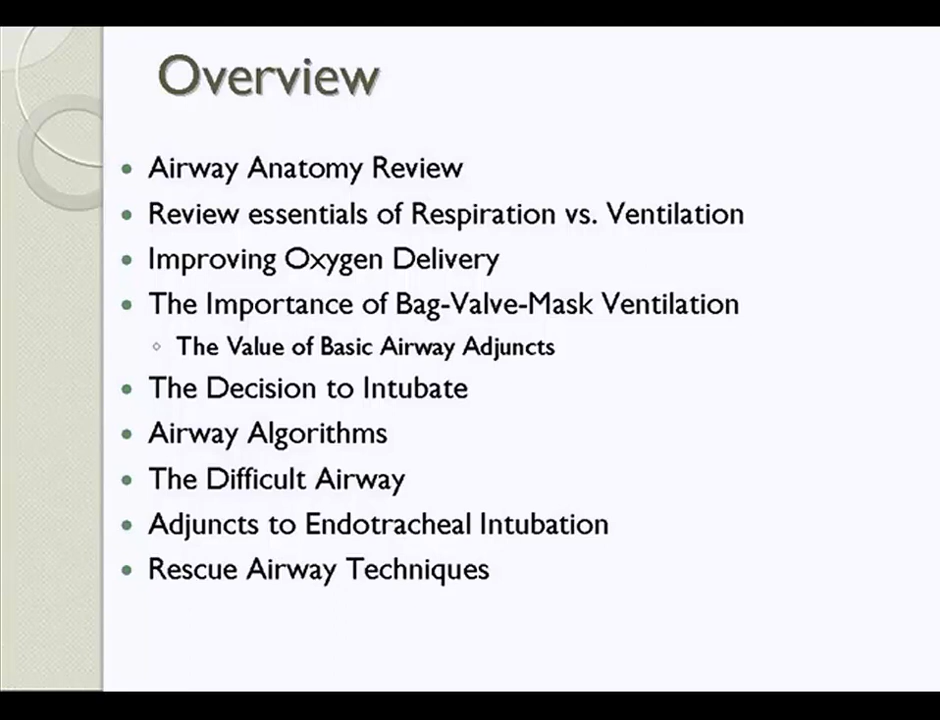 Overview
Airway Anatomy Review
Review essentials of Respiration vs. Ventilation
Improving Oxygen Delivery
The Importance of Bag-Valve-Mask Ventilation
The Value of Basic Airway Adjuncts
The Decision to Intubate
Airway Algorithms
The Difficult Airway
Adjuncts to Endotracheal Intubation
Rescue Airway Techniques